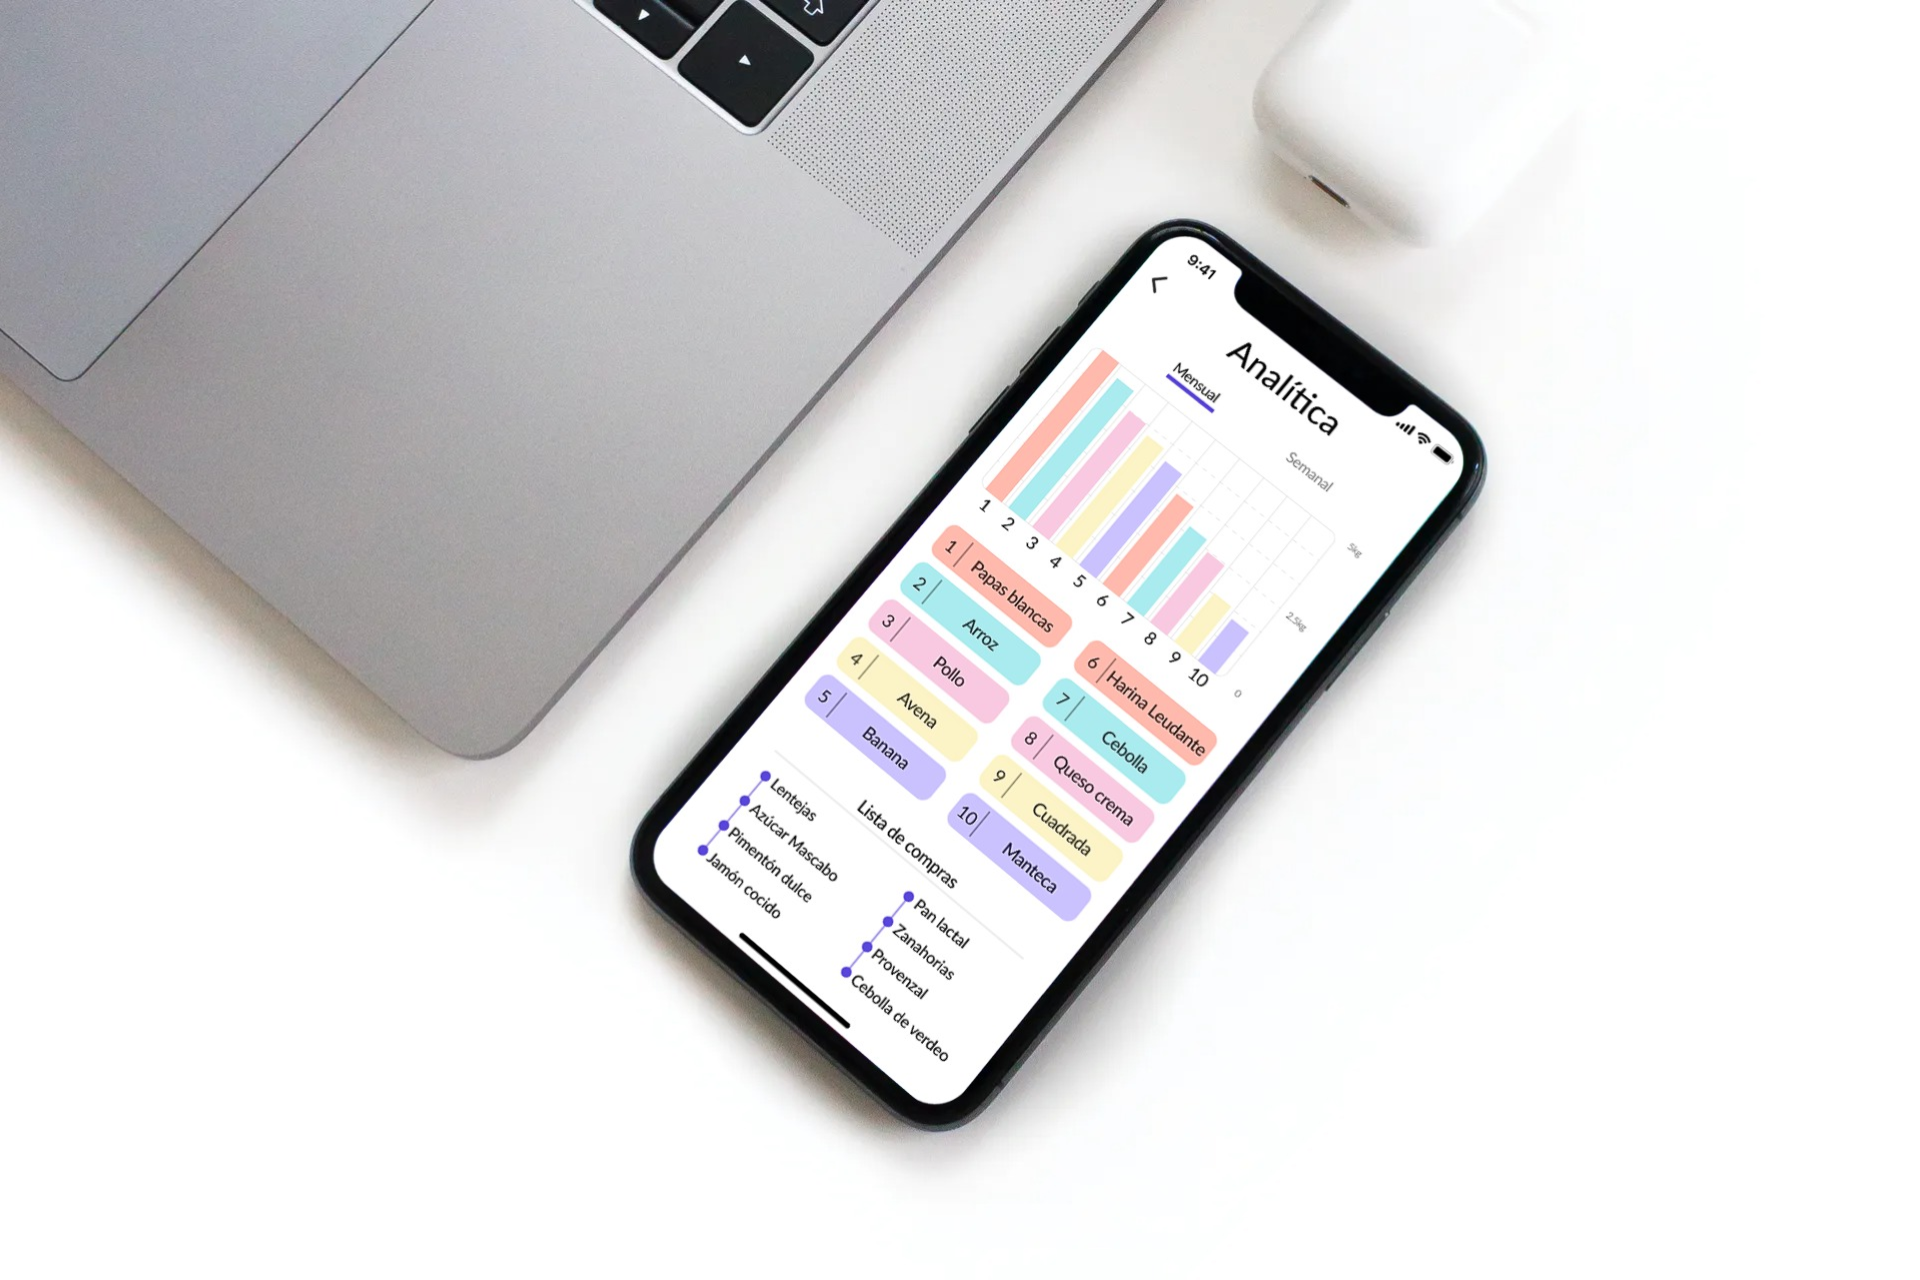 9:41
Analítica
Mensual
Semanal
5kg
2.5kg
0
1 2 3 4 5 6 7 8 9 10
1 Papas blancas
2 Arroz
3 Pollo
4 Avena
5 Banana
6 Harina Leudante
7 Cebolla
8 Queso crema
9 Cuadrada
10 Manteca
Lista de compras
Lentejas
Azúcar Mascabo
Pimentón dulce
Jamón cocido
Pan lactal
Zanahorias
Provenzal
Cebolla de verdeo